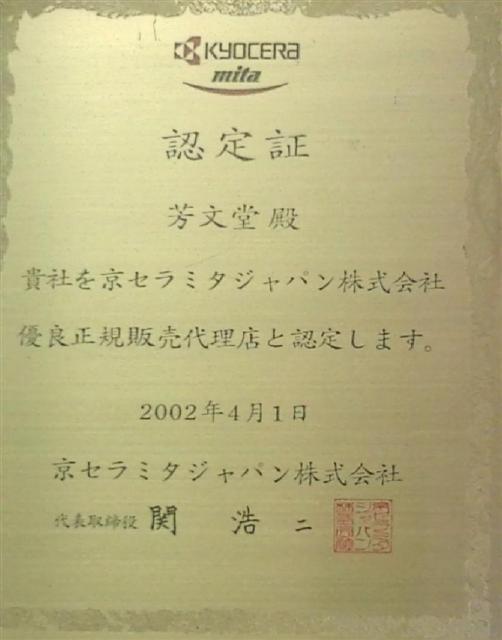 KYOCERA
mita
認定証
芳文堂殿
貴社を京セラミタジャパン株式会社
優良正規販売代理店と認定します。
2002年4月1日
京セラミタジャパン株式会社
代表取締役 関 浩二